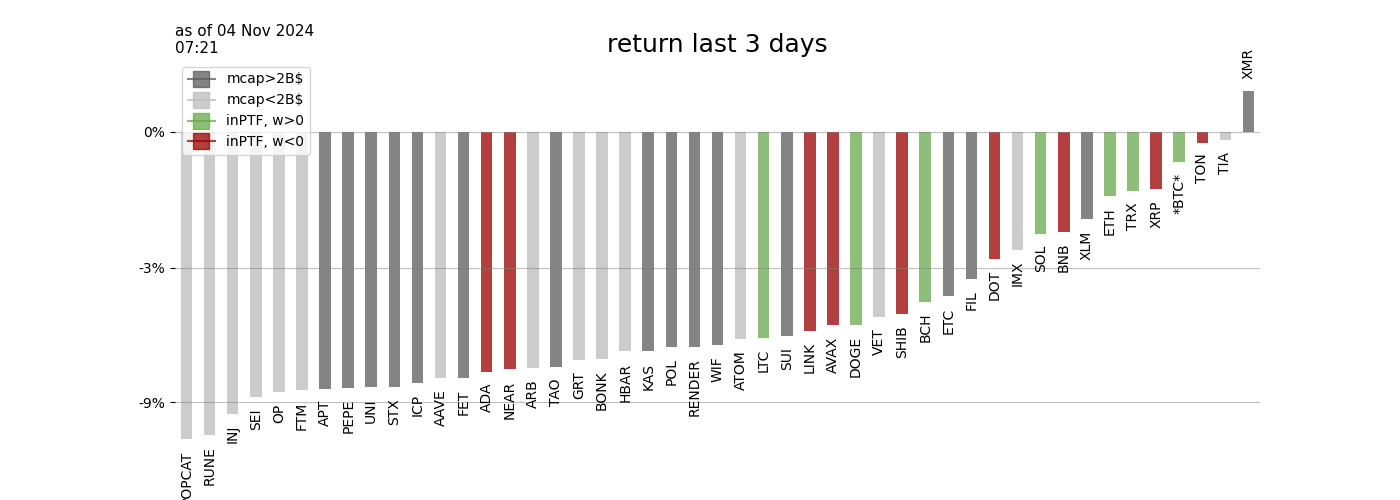 as of 04 Nov 2024
07:21
return last 3 days
mcap>2B$
mcap<2B$
inPTF, w>0
inPTF, w<0
0%
-3%
-9%
RUNE
INJ
SEI
OP
FTM
APT
PEPE
UNI
STX
ICP
AAVE
FET
ADA
NEAR
ARB
TAO
GRT
BONK
HBAR
KAS
POL
RENDER
WIF
ATOM
LTC
SUI
LINK
AVAX
DOGE
VET
SHIB
BCH
ETC
FIL
DOT
IMX
SOL
BNB
XLM
ETH
TRX
XRP
*BTC*
TON
TIA
XMR